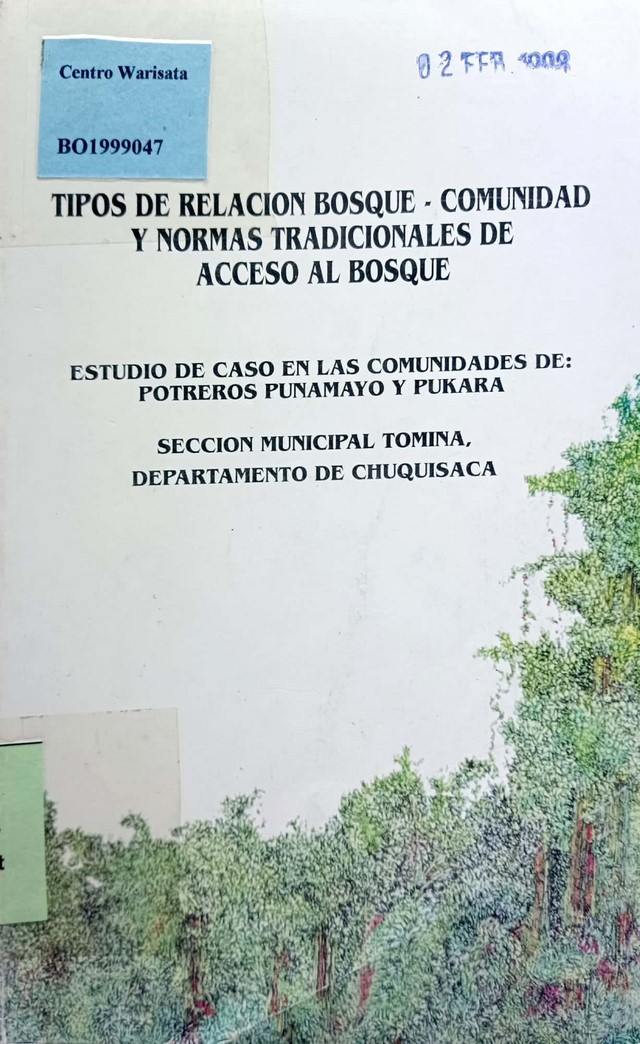 Centro Warisata
BO1999047
02 FEB. 1999
TIPOS DE RELACION BOSQUE - COMUNIDAD
Y NORMAS TRADICIONALES DE
ACCESO AL BOSQUE
ESTUDIO DE CASO EN LAS COMUNIDADES DE:
POTREROS PUNAMAYO Y PUKARA
SECCION MUNICIPAL TOMINA,
DEPARTAMENTO DE CHUQUISACA
t